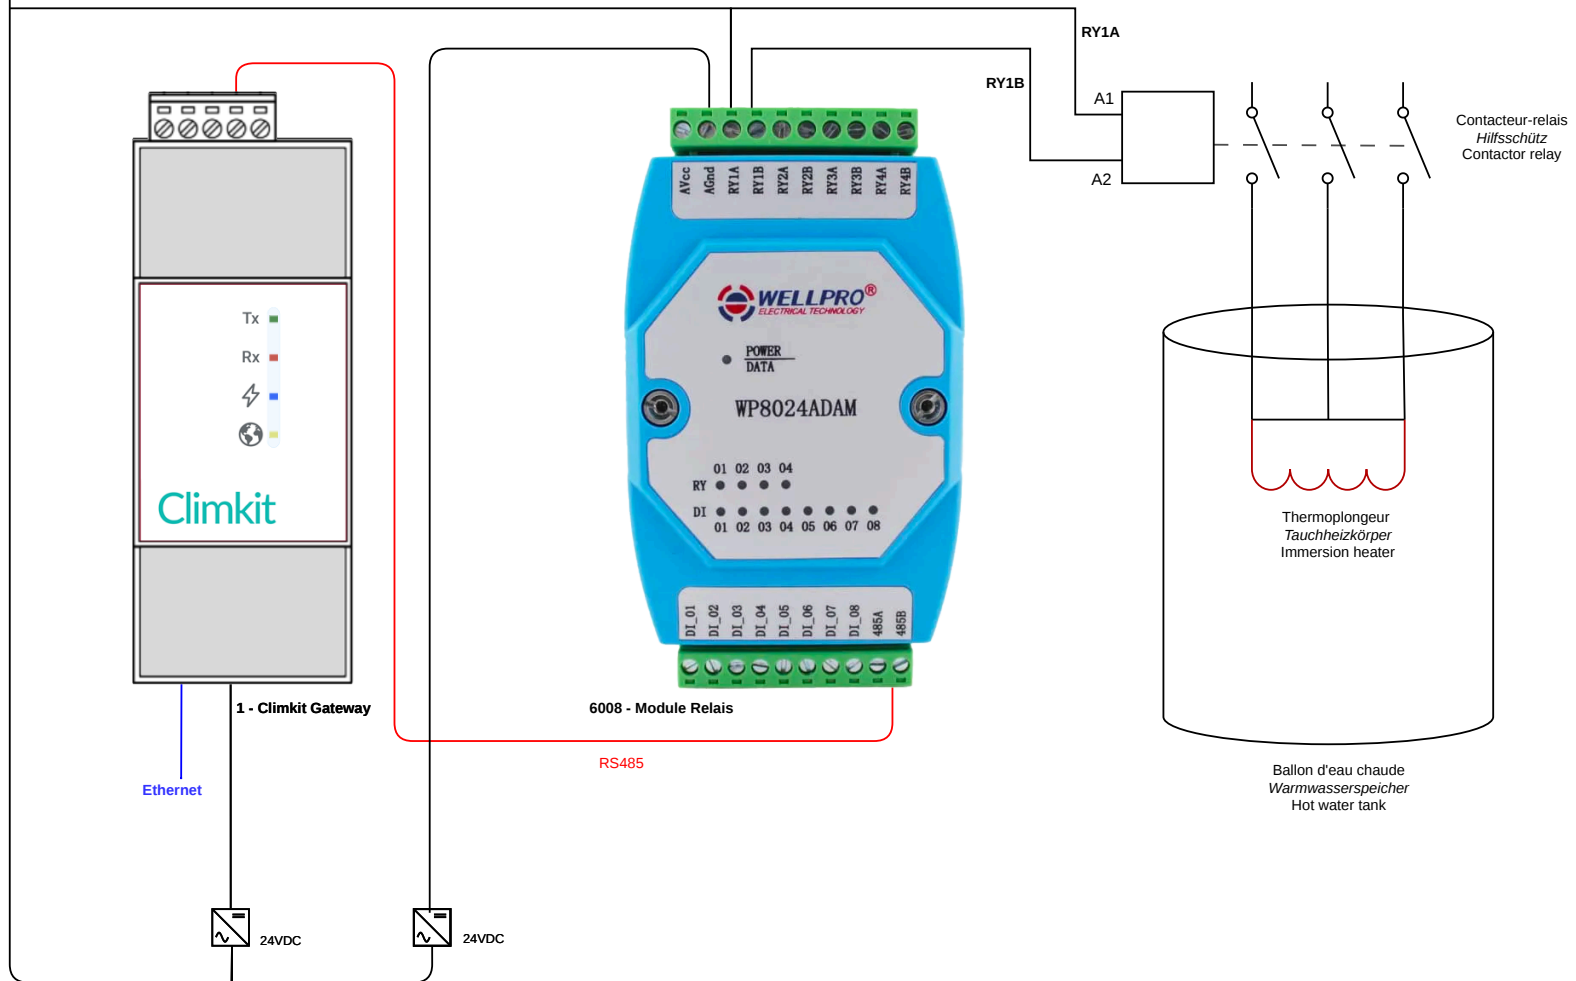 RY1A
RY1B
A1
A2
Contacteur-relais
Hilfsschütz
Contactor relay
AVcc
AGnd
RY1A
RY1B
RY2A
RY2B
RY3A
RY3B
RY4A
RY4B
WELLPRO®
ELECTRICAL TECHNOLOGY
POWER
DATA
WP8024ADAM
01 02 03 04
RY
DI
01 02 03 04 05 06 07 08
DI_01
DI_02
DI_03
DI_04
DI_05
DI_06
DI_07
DI_08
485A
485B
Tx
Rx
Climkit
Thermoplongeur
Tauchheizkörper
Immersion heater
1 - Climkit Gateway
6008 - Module Relais
RS485
Ethernet
Ballon d'eau chaude
Warmwasserspeicher
Hot water tank
24VDC
24VDC